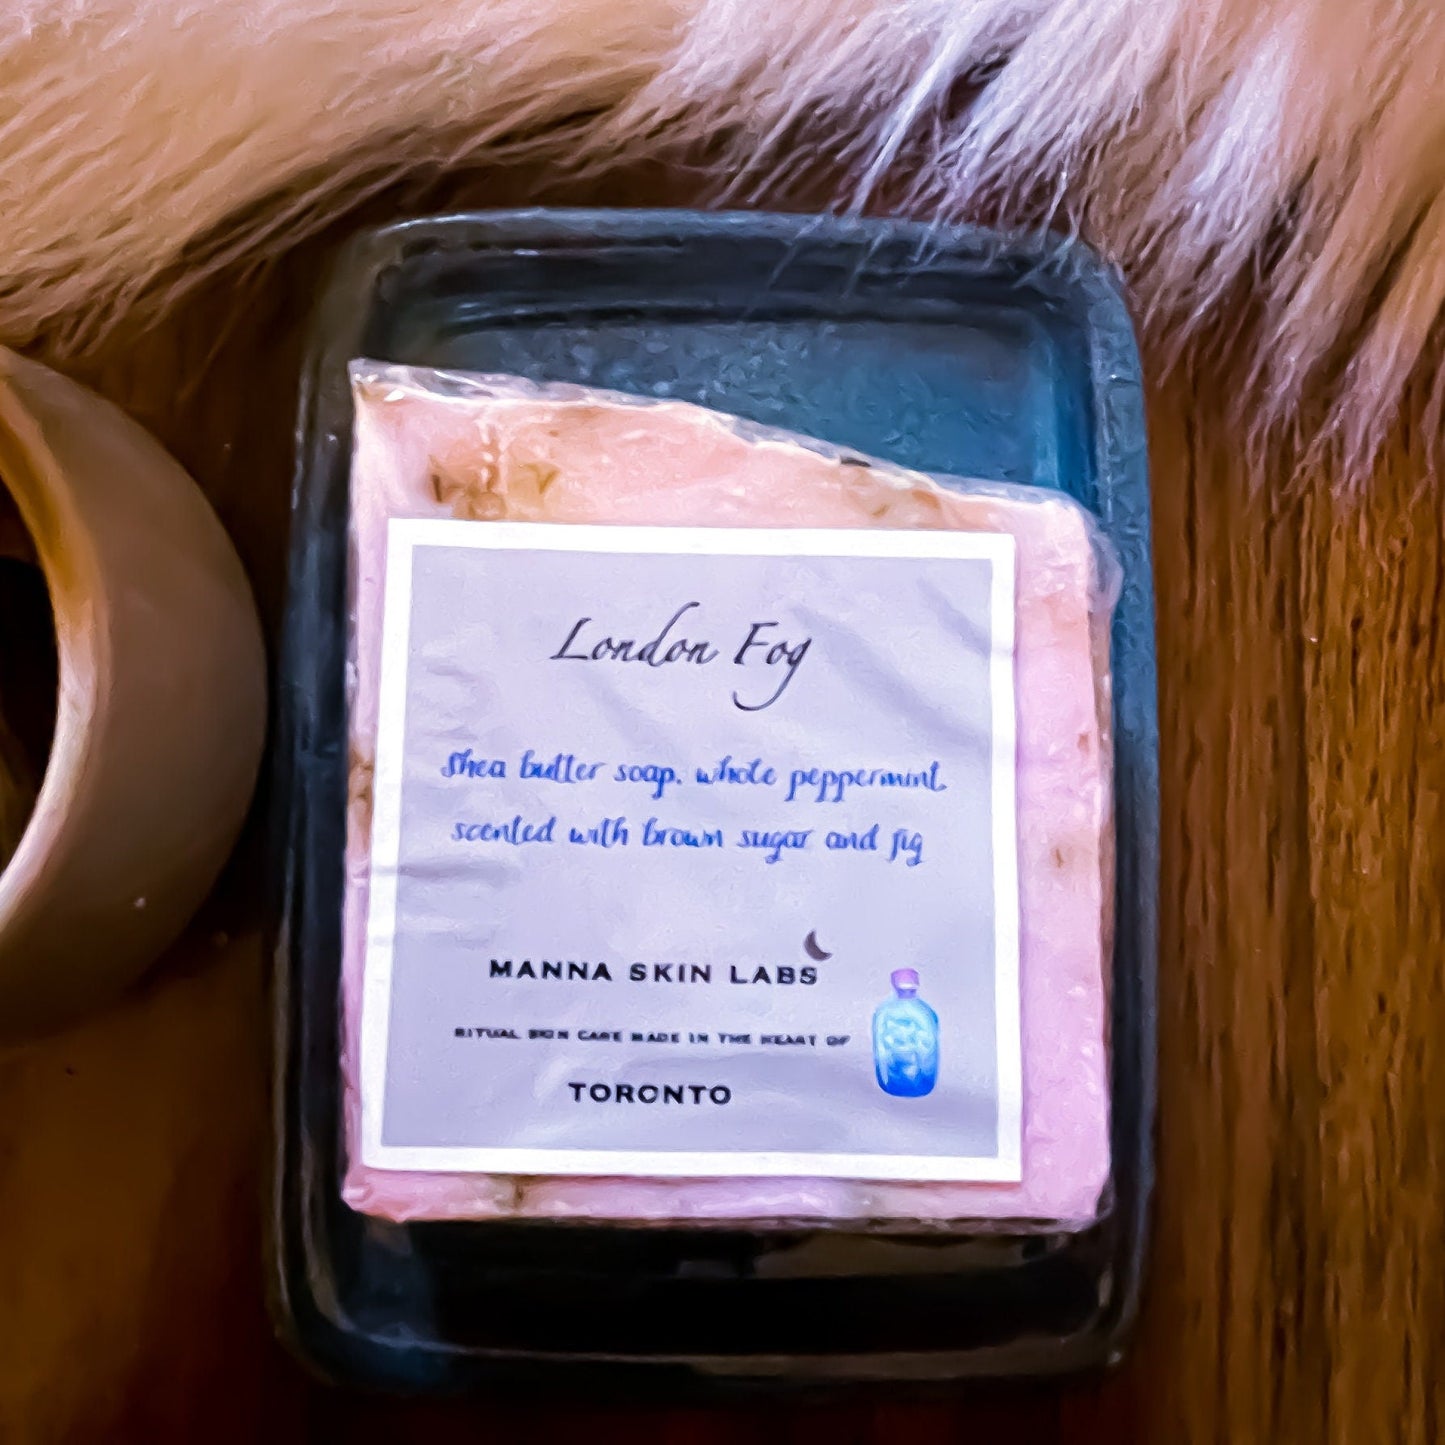 London Fog
Shea butter soap. whole peppermint
scented with brown sugar and fig
MANNA SKIN LABS
RITUAL SKIN CARE MADE IN THE HEART OF
TORONTO